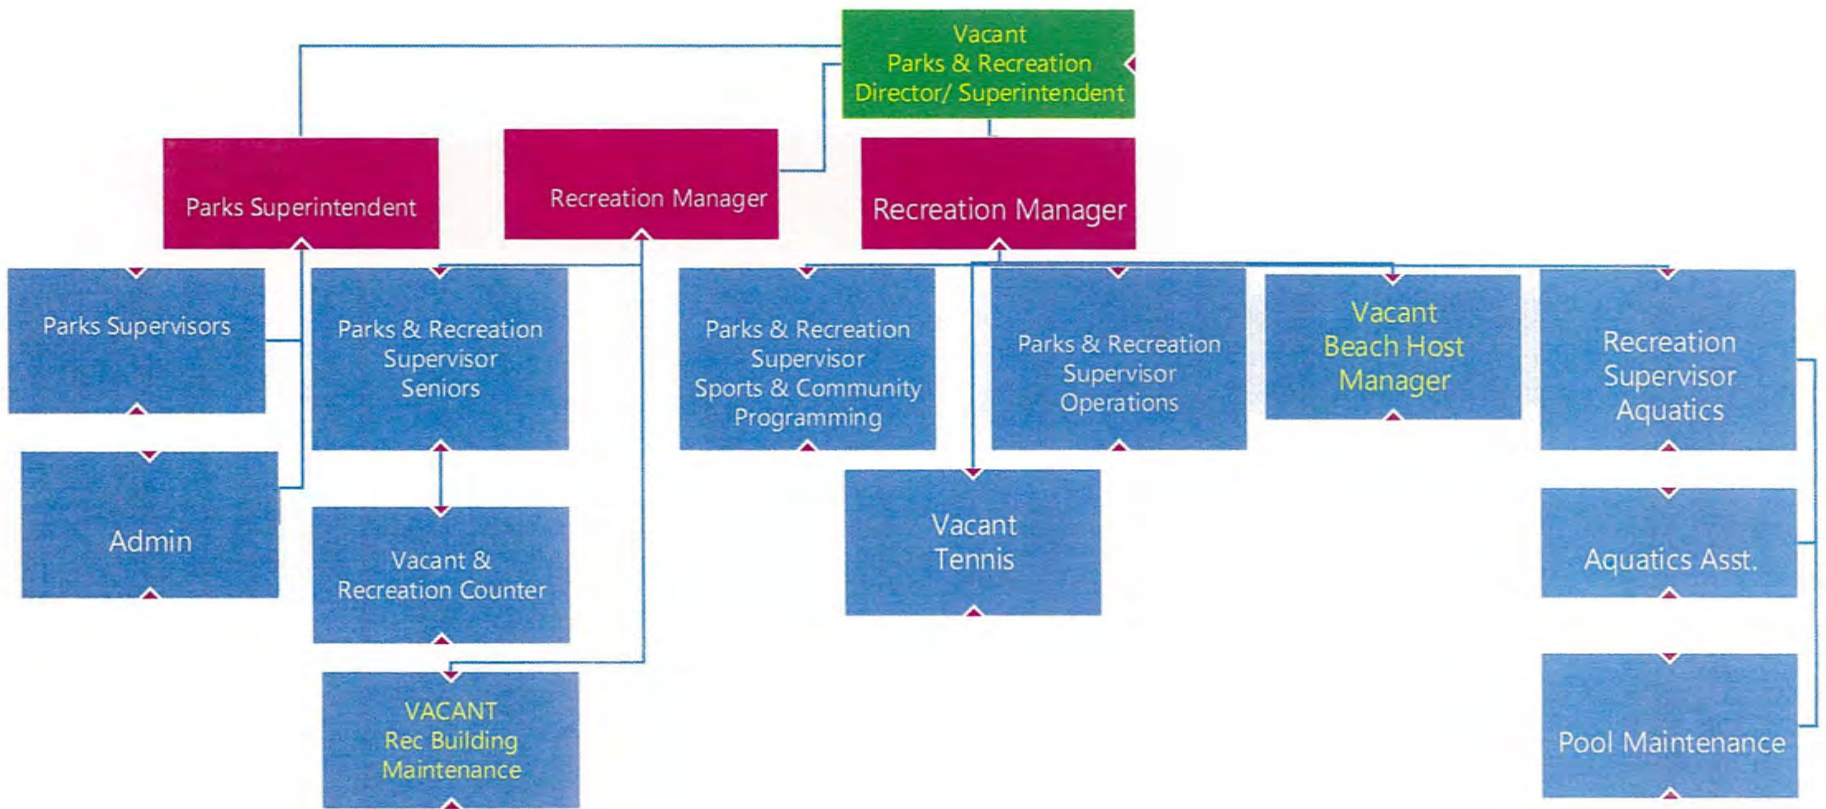 Vacant
Parks & Recreation
Director/ Superintendent
Parks Superintendent
Recreation Manager
Recreation Manager
Parks Supervisors
Parks & Recreation
Supervisor
Seniors
Parks & Recreation
Supervisor
Sports & Community
Programming
Parks & Recreation
Supervisor
Operations
Vacant
Beach Host
Manager
Recreation
Supervisor
Aquatics
Admin
Vacant &
Recreation Counter
Vacant
Tennis
Aquatics Asst.
VACANT
Rec Building
Maintenance
Pool Maintenance